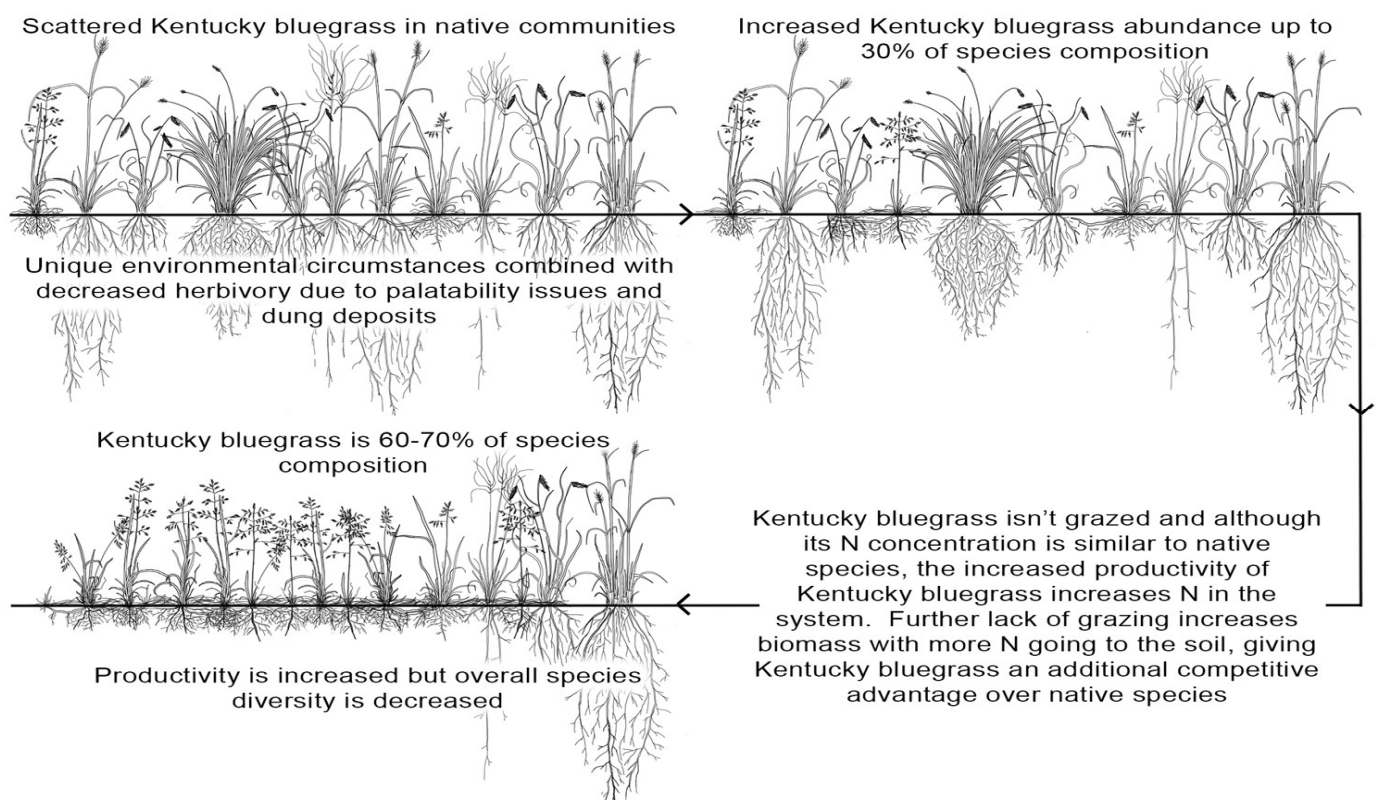 Scattered Kentucky bluegrass in native communities
Increased Kentucky bluegrass abundance up to
30% of species composition
Unique environmental circumstances combined with
decreased herbivory due to palatability issues and
dung deposits
Kentucky bluegrass isn't grazed and although
its N concentration is similar to native
species, the increased productivity of
Kentucky bluegrass increases N in the
system.  Further lack of grazing increases
biomass with more N going to the soil, giving
Kentucky bluegrass an additional competitive
advantage over native species
Kentucky bluegrass is 60-70% of species
composition
Productivity is increased but overall species
diversity is decreased